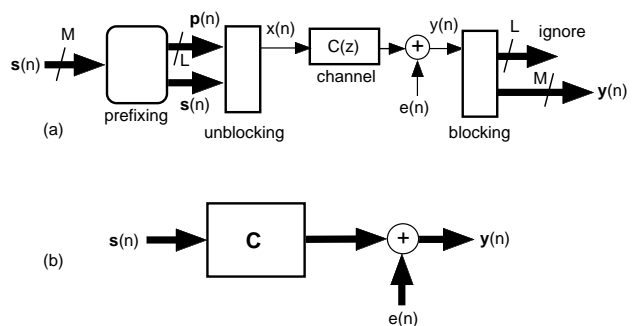 M
s(n)
prefixing
p(n)
L
s(n)
unblocking
x(n)
C(z)
channel
+
e(n)
y(n)
blocking
L
ignore
M
y(n)
(a)
s(n)
C
+
y(n)
e(n)
(b)